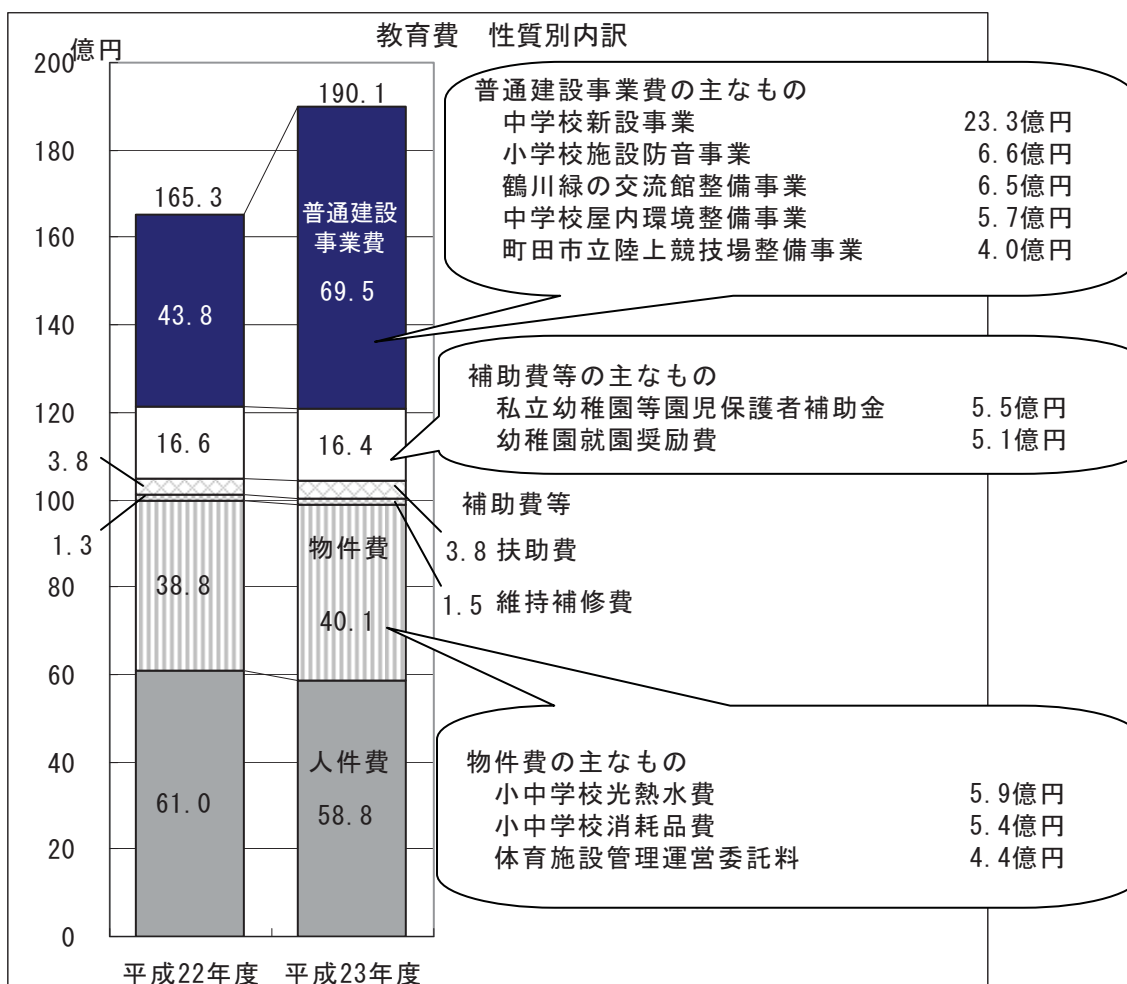 教育費　性質別内訳
億円
200
180
160
140
120
100
80
60
40
20
0
165.3
43.8
16.6
3.8
1.3
38.8
61.0
平成22年度
190.1
普通建設
事業費
69.5
16.4
物件費
40.1
人件費
58.8
平成23年度
補助費等
3.8 扶助費
1.5 維持補修費
普通建設事業費の主なもの
中学校新設事業 23.3億円
小学校施設防音事業 6.6億円
鶴川緑の交流館整備事業 6.5億円
中学校屋内環境整備事業 5.7億円
町田市立陸上競技場整備事業 4.0億円
補助費等の主なもの
私立幼稚園等園児保護者補助金 5.5億円
幼稚園就園奨励費 5.1億円
物件費の主なもの
小中学校光熱水費 5.9億円
小中学校消耗品費 5.4億円
体育施設管理運営委託料 4.4億円